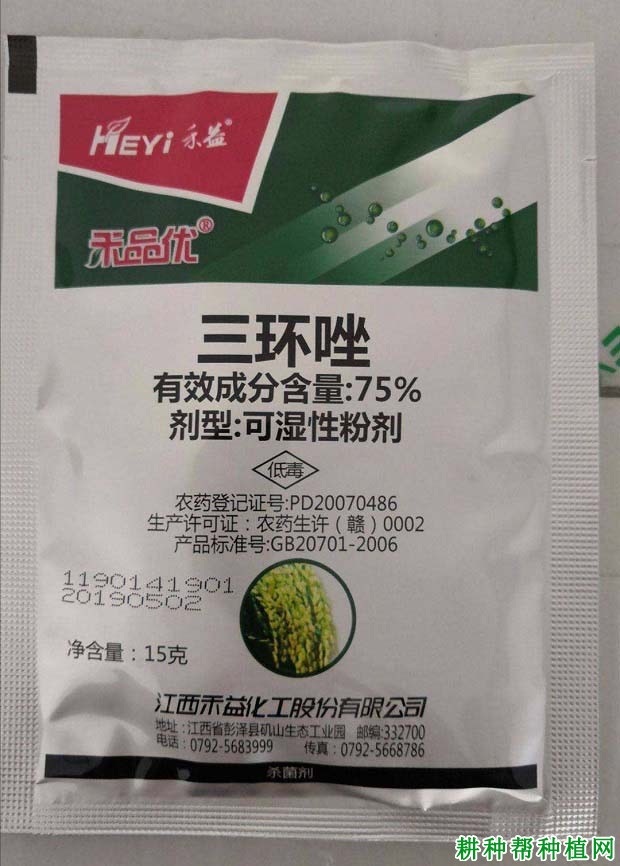 HEYi 禾益®
禾品优®
三环唑
有效成分含量:75%
剂型:可湿性粉剂
低毒
农药登记证号:PD20070486
生产许可证：农药生许（赣）0002
产品标准号:GB20701-2006
1190141901
20190502
净含量：15克
江西禾益化工股份有限公司
地址：江西省彭泽县矶山生态工业园 邮编:332700
电话：0792-5683999 传真：0792-5668786
杀菌剂
耕种帮种植网